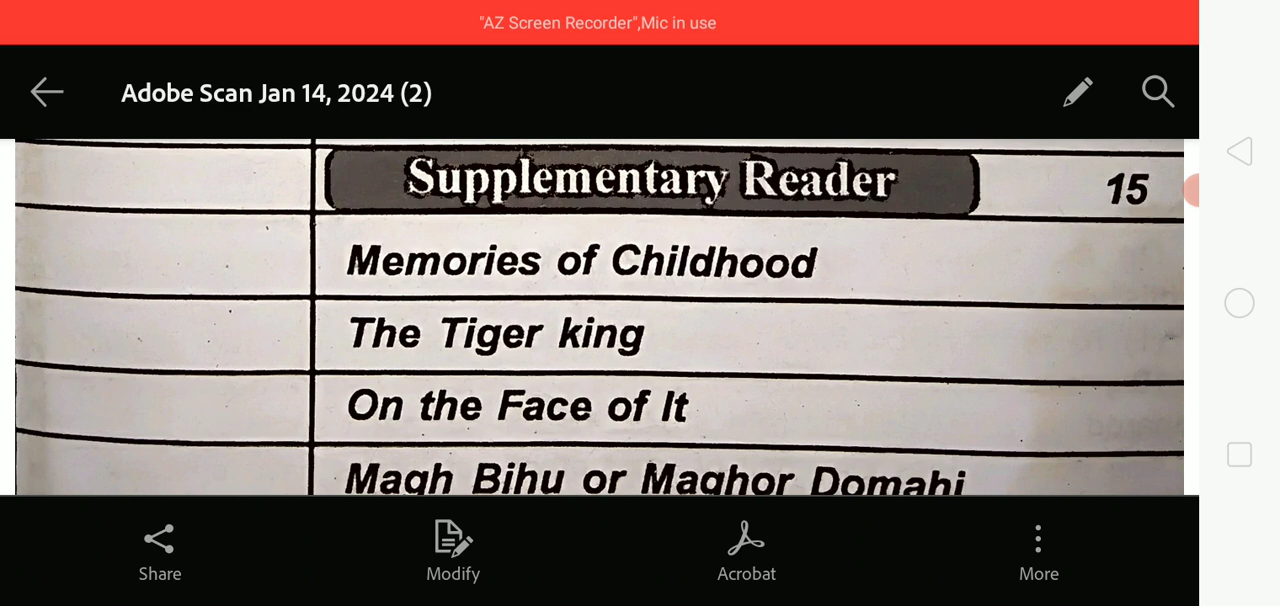 "AZ Screen Recorder",Mic in use
Adobe Scan Jan 14, 2024 (2)
Supplementary Reader 15
Memories of Childhood
The Tiger king
On the Face of It
Magh Bihu or Maghor Domahi
Share Modify Acrobat More